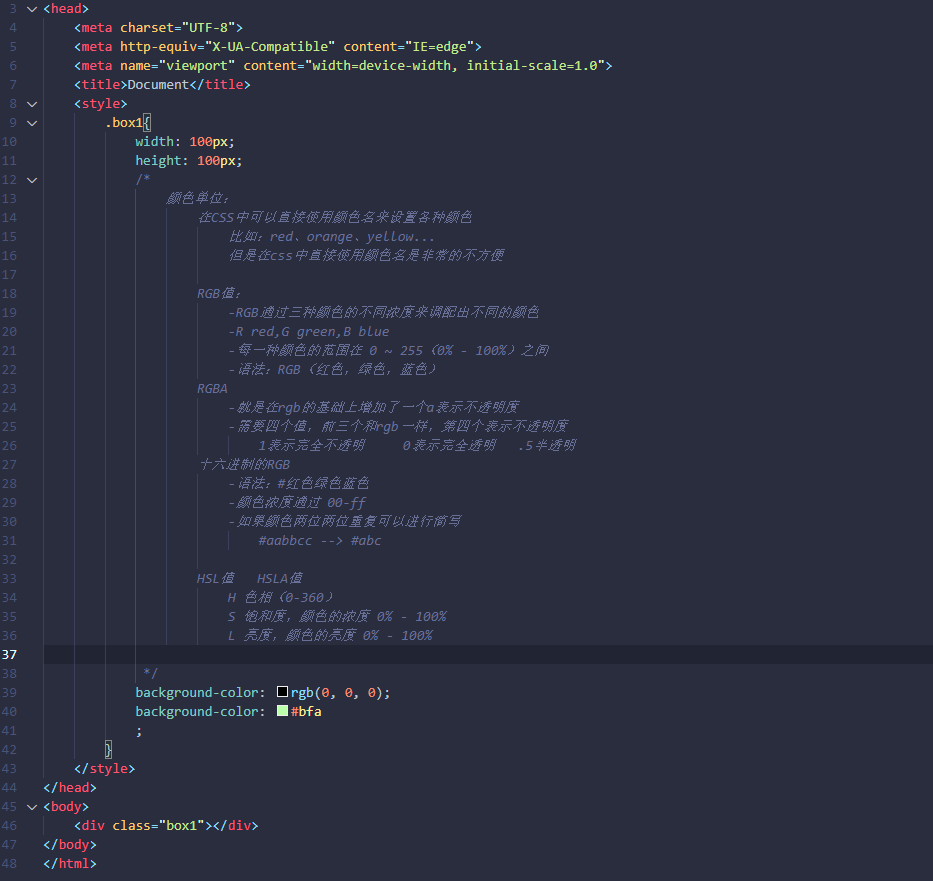 3 <head>
4 <meta charset="UTF-8">
5 <meta http-equiv="X-UA-Compatible" content="IE=edge">
6 <meta name="viewport" content="width=device-width, initial-scale=1.0">
7 <title>Document</title>
8 <style>
9 .box1{
10 width: 100px;
11 height: 100px;
12 /*
13 颜色单位：
14 在CSS中可以直接使用颜色名来设置各种颜色
15 比如：red、orange、yellow...
16 但是在css中直接使用颜色名是非常的不方便
17
18 RGB值：
19 -RGB通过三种颜色的不同浓度来调配出不同的颜色
20 -R red,G green,B blue
21 -每一种颜色的范围在 0 ~ 255（0% - 100%）之间
22 -语法：RGB（红色，绿色，蓝色）
23 RGBA
24 -就是在rgb的基础上增加了一个a表示不透明度
25 -需要四个值，前三个和rgb一样，第四个表示不透明度
26 1表示完全不透明 0表示完全透明 .5半透明
27 十六进制的RGB
28 -语法：#红色绿色蓝色
29 -颜色浓度通过 00-ff
30 -如果颜色两位两位重复可以进行简写
31 #aabbcc --> #abc
32
33 HSL值 HSLA值
34 H 色相（0-360）
35 S 饱和度，颜色的浓度 0% - 100%
36 L 亮度，颜色的亮度 0% - 100%
37
38 */
39 background-color: rgb(0, 0, 0);
40 background-color: #bfa
41 ;
42 }
43 </style>
44 </head>
45 <body>
46 <div class="box1"></div>
47 </body>
48 </html>